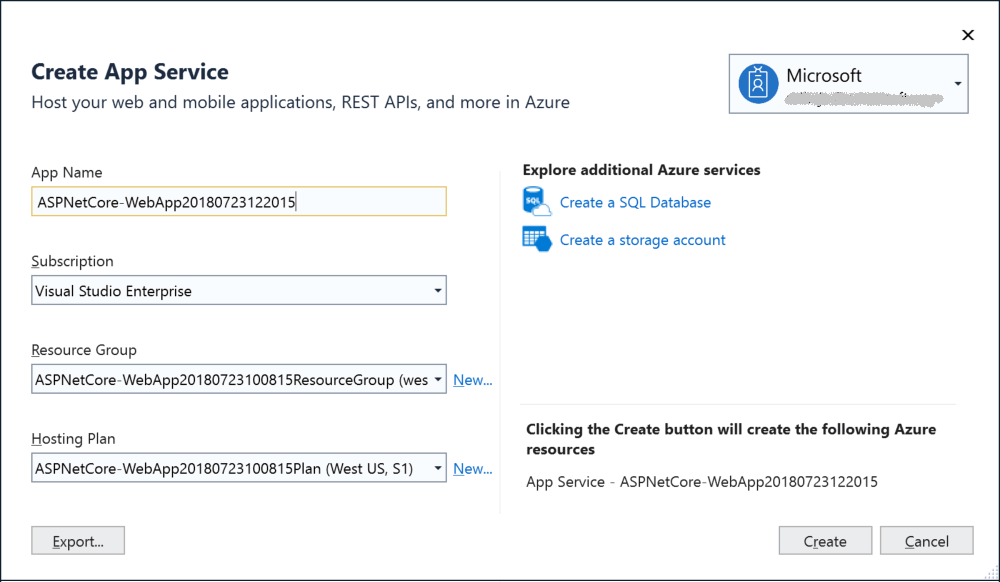 Create App Service
Host your web and mobile applications, REST APIs, and more in Azure
Microsoft
App Name
ASPNetCore-WebApp20180723122015
Subscription
Visual Studio Enterprise
Resource Group
ASPNetCore-WebApp20180723100815ResourceGroup (wes
New...
Hosting Plan
ASPNetCore-WebApp20180723100815Plan (West US, S1)
New...
Export...
Explore additional Azure services
SQL
Create a SQL Database
Create a storage account
Clicking the Create button will create the following Azure
resources
App Service - ASPNetCore-WebApp20180723122015
Create
Cancel